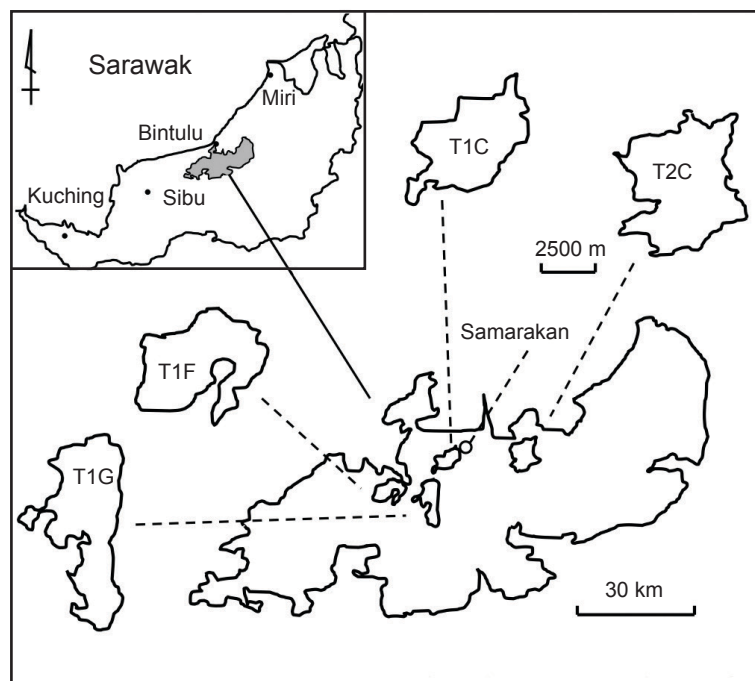 Sarawak
Miri
Bintulu
Kuching
Sibu
T1C
T2C
2500 m
Samarakan
T1F
T1G
30 km